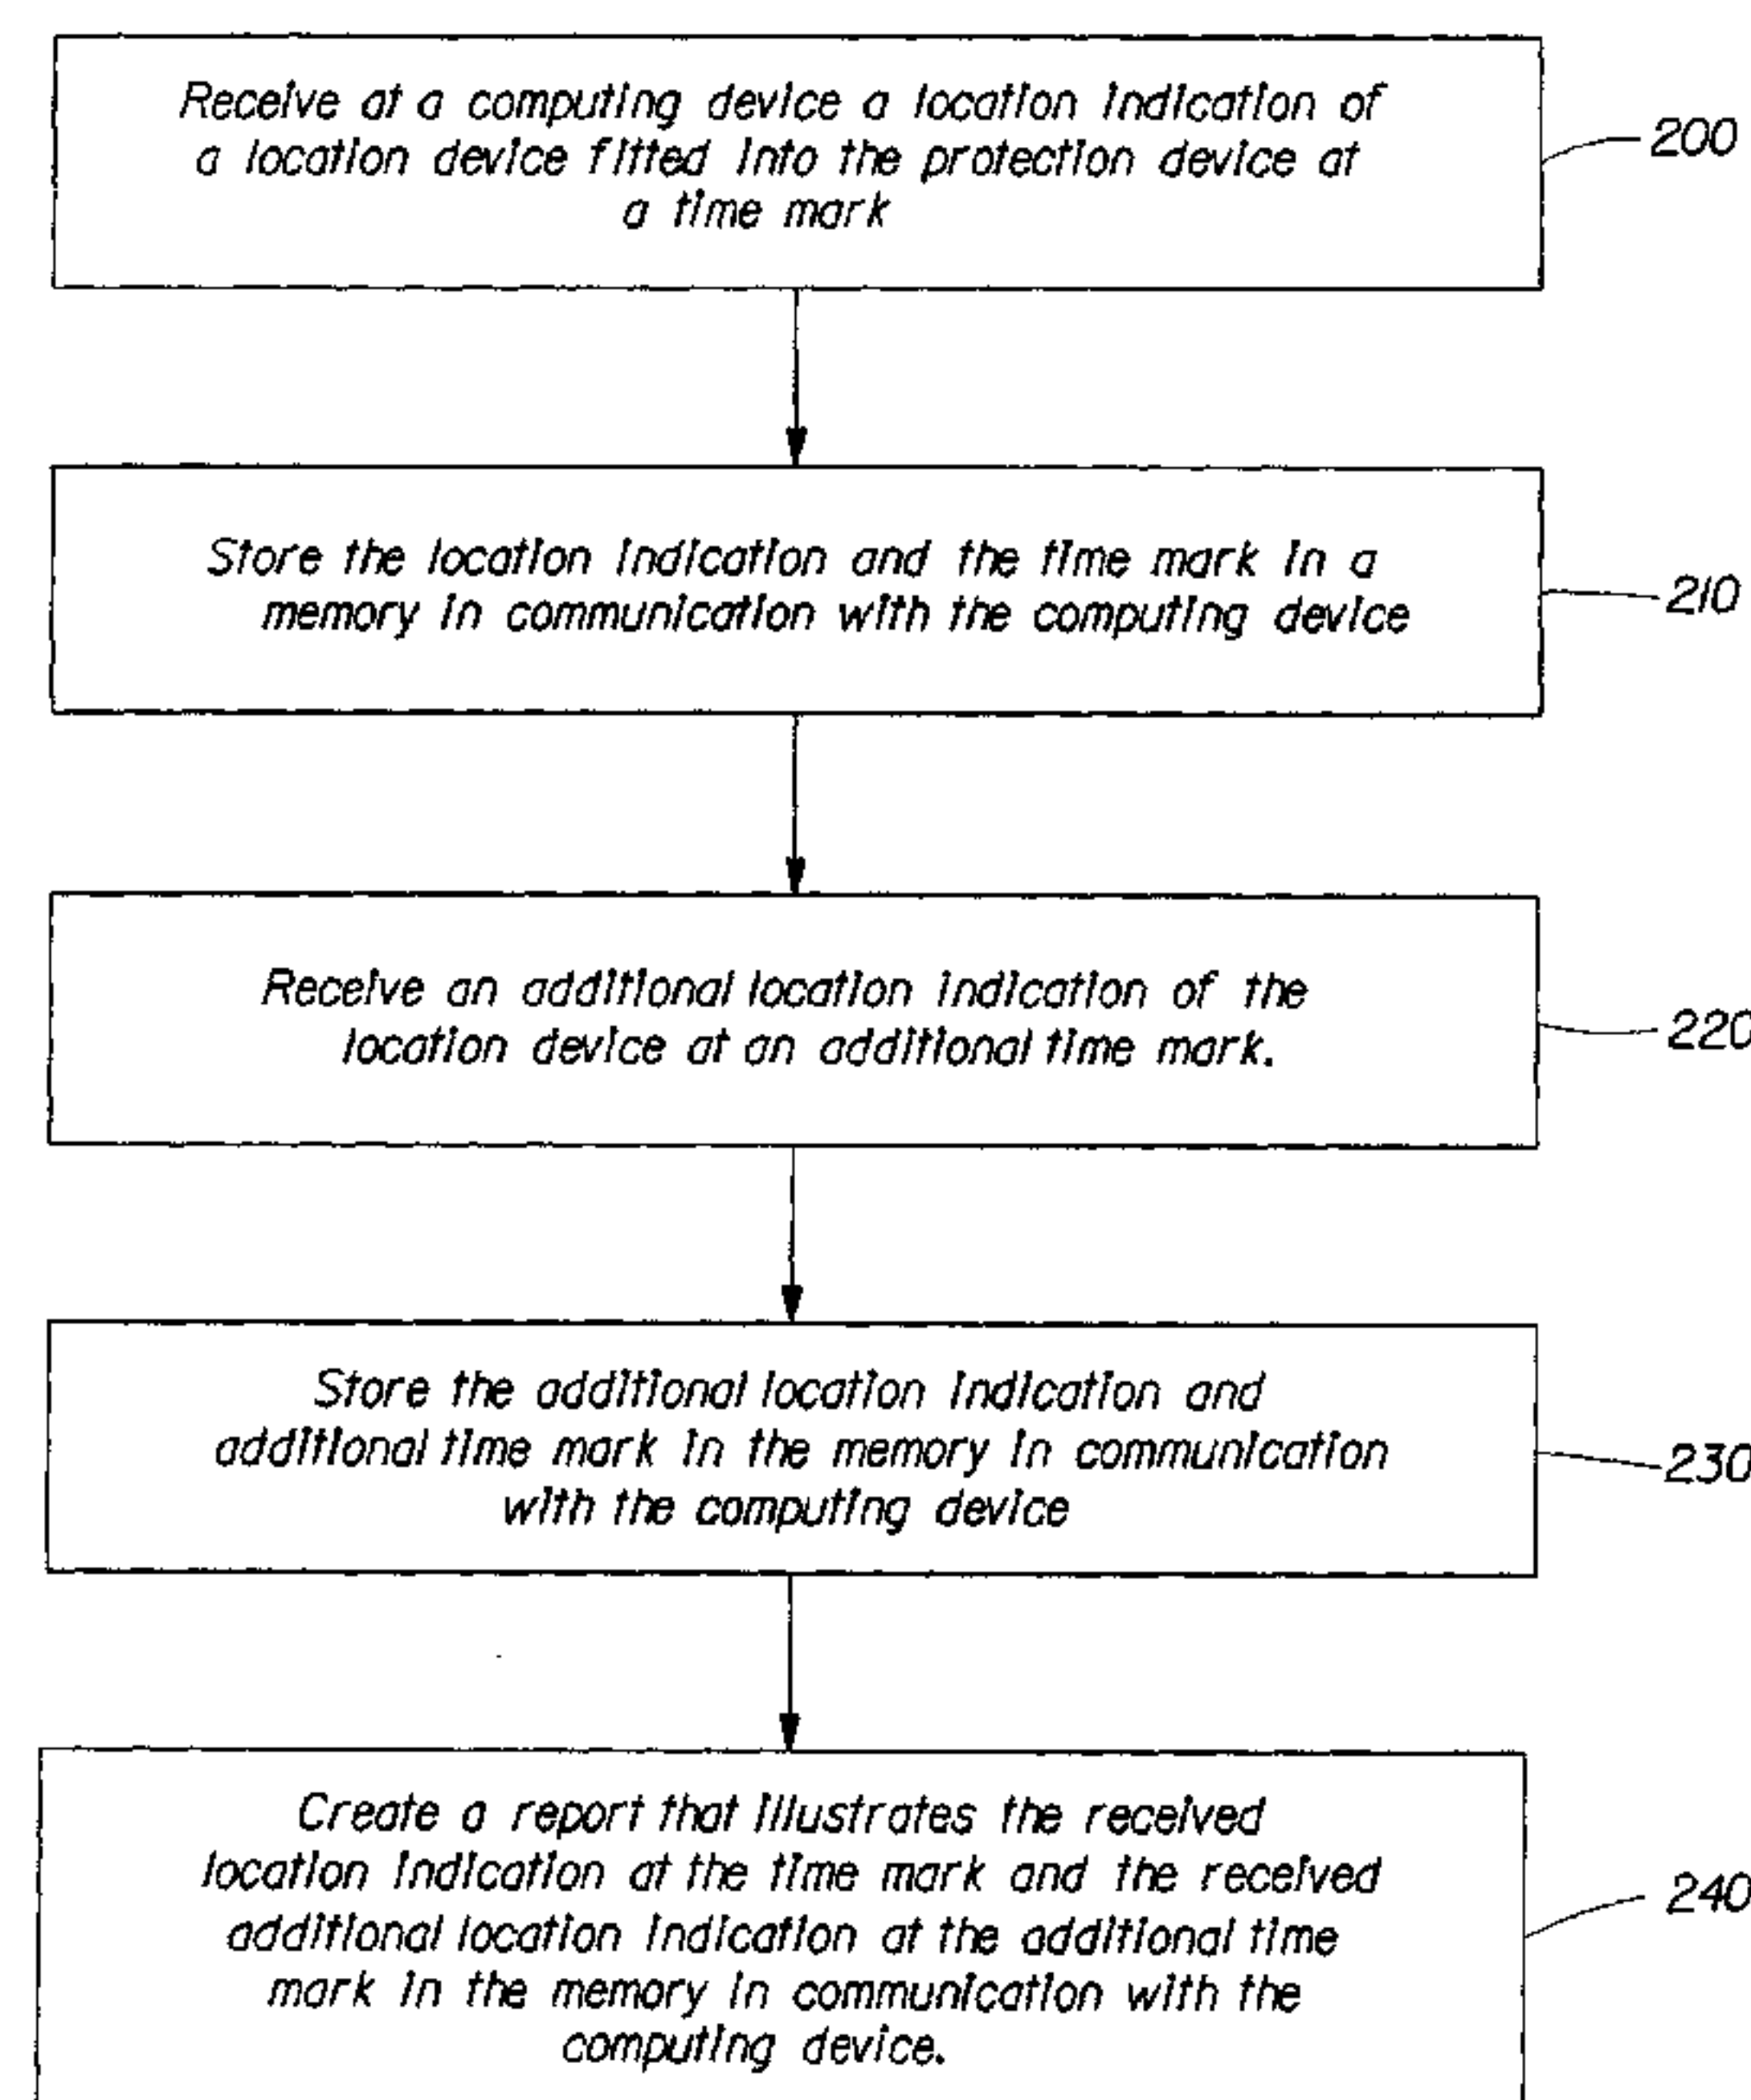 Receive at a computing device a location indication of
a location device fitted into the protection device at
a time mark
200
Store the location indication and the time mark in a
memory in communication with the computing device
210
Receive an additional location indication of the
location device at an additional time mark.
220
Store the additional location indication and
additional time mark in the memory in communication
with the computing device
230
Create a report that illustrates the received
location indication at the time mark and the received
additional location indication at the additional time
mark in the memory in communication with the
computing device.
240